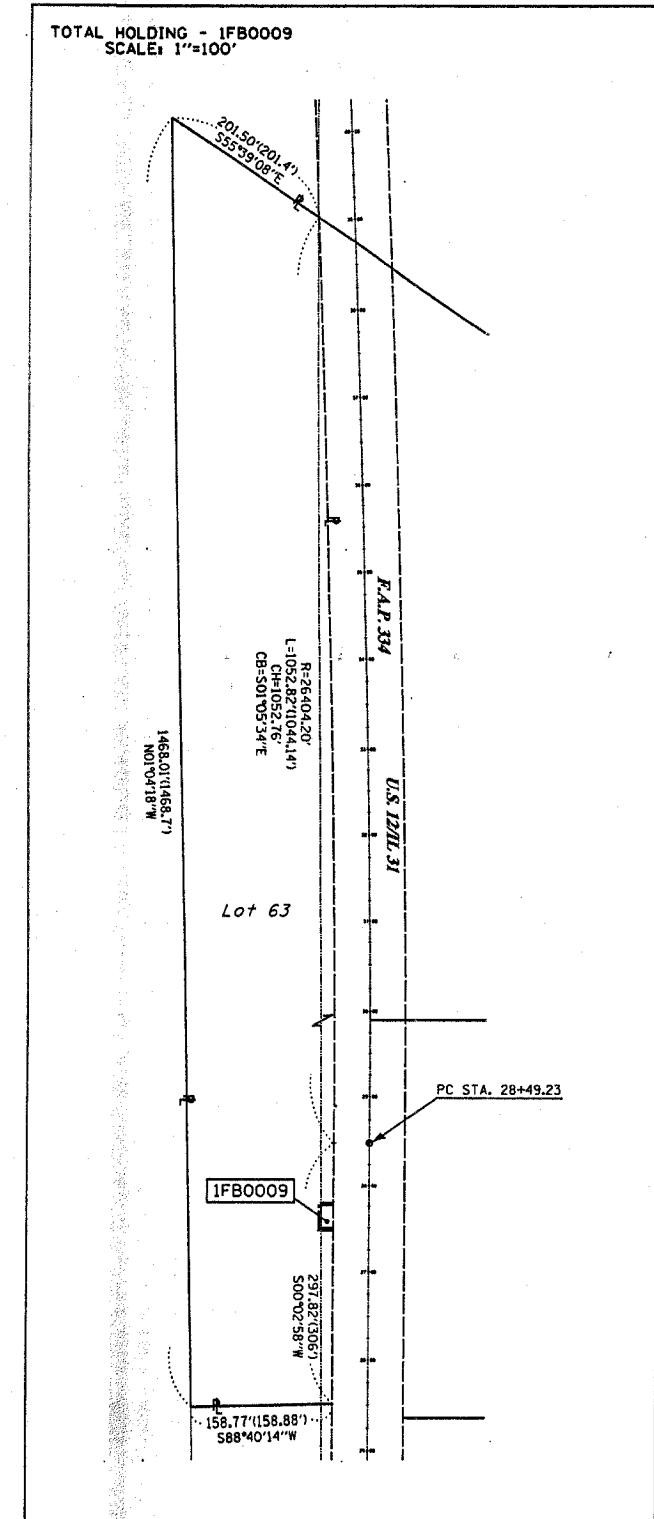 TOTAL HOLDING - 1FB0009
SCALE: 1"=100'
201.50'(201.4')
S55°39'08"E
F.A.P. 334
R=26404.20'
L=1052.82'(1044.14')
CH=1052.76'
CB=S01°05'34"E
1468.01'(1468.7')
N01°04'18"W
U.S. 12/IL 31
Lot 63
PC STA. 28+49.23
1FB0009
297.82'(306')
S00°02'58"W
158.77'(158.88')
S88°40'14"W